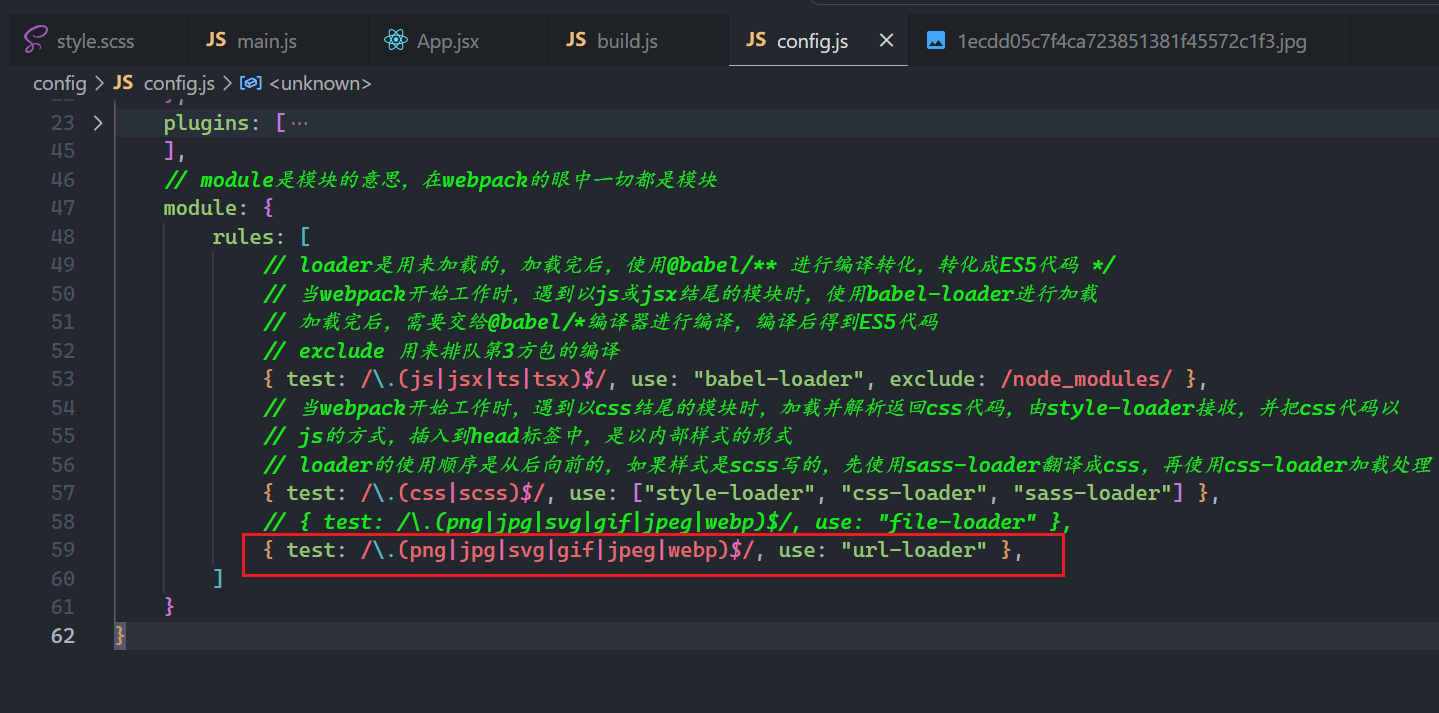 style.scss JS main.js App.jsx JS build.js JS config.js × 1ecdd05c7f4ca723851381f45572c1f3.jpg
config > JS config.js > <unknown>
23 > plugins: [ ···
45 ],
46 // module是模块的意思，在webpack的眼中一切都是模块
47 module: {
48 rules: [
49 // loader是用来加载的，加载完后，使用@babel/** 进行编译转化，转化成ES5代码 */
50 // 当webpack开始工作时，遇到以js或jsx结尾的模块时，使用babel-loader进行加载
51 // 加载完后，需要交给@babel/*编译器进行编译，编译后得到ES5代码
52 // exclude 用来排队第3方包的编译
53 { test: /\.(js|jsx|ts|tsx)$/, use: "babel-loader", exclude: /node_modules/ },
54 // 当webpack开始工作时，遇到以css结尾的模块时，加载并解析返回css代码，由style-loader接收，并把css代码以
55 // js的方式，插入到head标签中，是以内部样式的形式
56 // loader的使用顺序是从后向前的，如果样式是scss写的，先使用sass-loader翻译成css，再使用css-loader加载处理
57 { test: /\.(css|scss)$/, use: ["style-loader", "css-loader", "sass-loader"] },
58 // { test: /\.(png|jpg|svg|gif|jpeg|webp)$/, use: "file-loader" },
59 { test: /\.(png|jpg|svg|gif|jpeg|webp)$/, use: "url-loader" },
60 ]
61 }
62 }